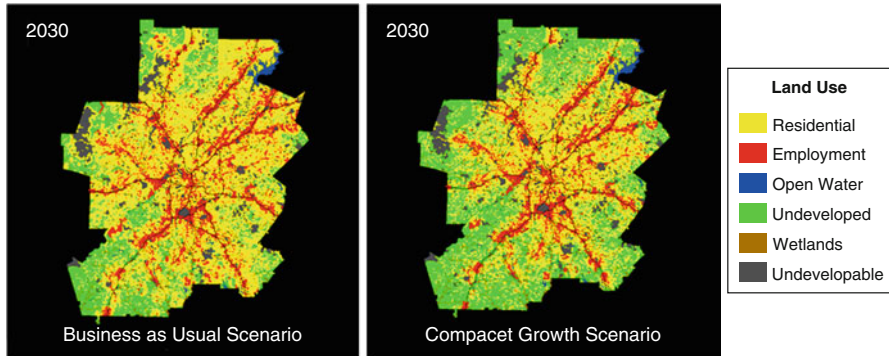 2030
Business as Usual Scenario
2030
Compacet Growth Scenario
Land Use
Residential
Employment
Open Water
Undeveloped
Wetlands
Undevelopable